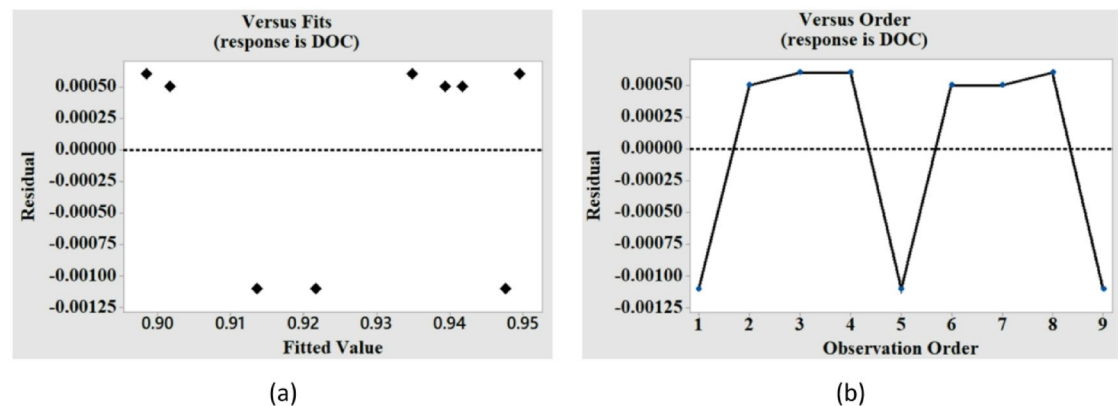 Versus Fits
(response is DOC)
0.00050
0.00025
0.00000
-0.00025
-0.00050
-0.00075
-0.00100
-0.00125
Residual
0.90 0.91 0.92 0.93 0.94 0.95
Fitted Value
(a)
Versus Order
(response is DOC)
0.00050
0.00025
0.00000
-0.00025
-0.00050
-0.00075
-0.00100
-0.00125
Residual
1 2 3 4 5 6 7 8 9
Observation Order
(b)